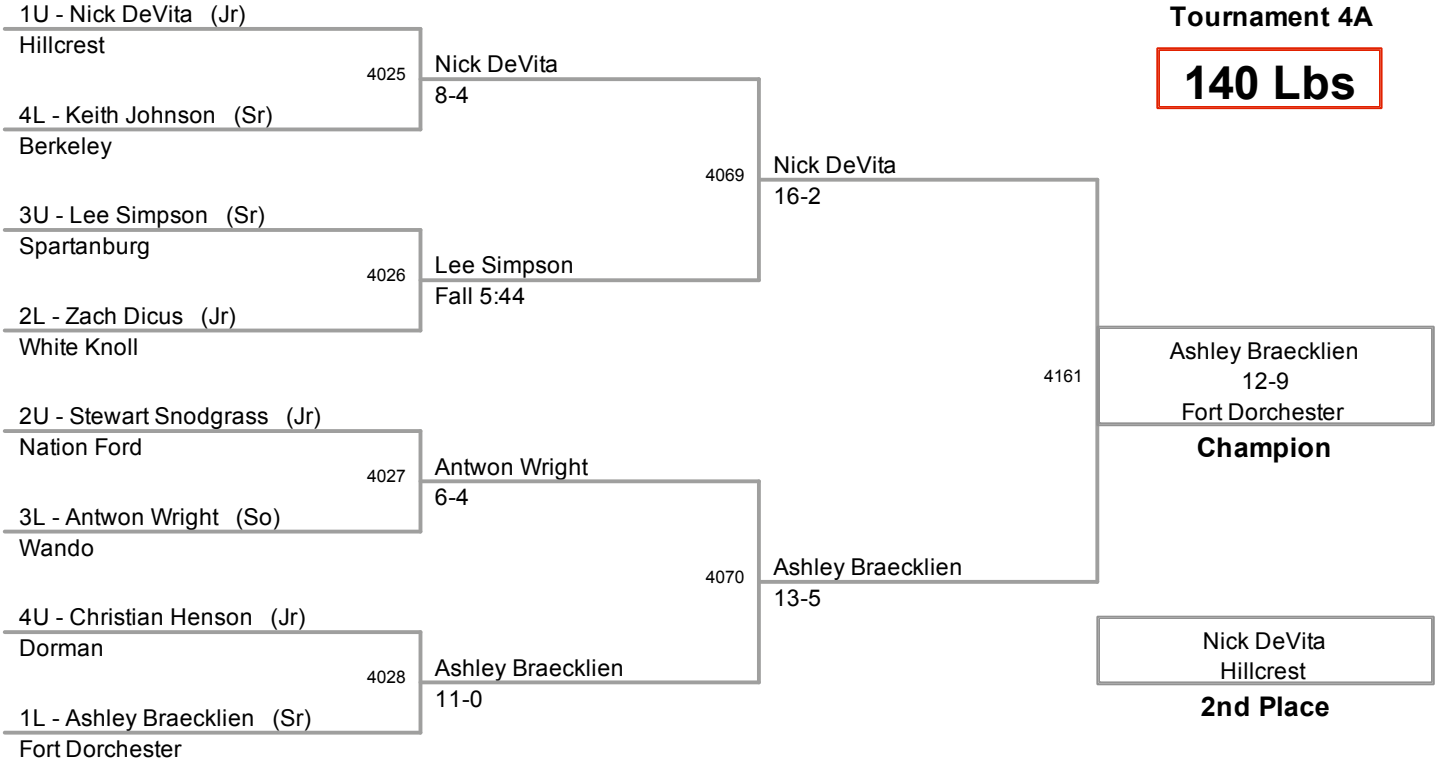 Tournament 4A
140 Lbs
1U - Nick DeVita (Jr)
Hillcrest
4025
4L - Keith Johnson (Sr)
Berkeley
Nick DeVita
8-4
3U - Lee Simpson (Sr)
Spartanburg
4026
2L - Zach Dicus (Jr)
White Knoll
Lee Simpson
Fall 5:44
4069
Nick DeVita
16-2
2U - Stewart Snodgrass (Jr)
Nation Ford
4027
3L - Antwon Wright (So)
Wando
Antwon Wright
6-4
4U - Christian Henson (Jr)
Dorman
4028
1L - Ashley Braecklien (Sr)
Fort Dorchester
Ashley Braecklien
11-0
4070
Ashley Braecklien
13-5
4161
Ashley Braecklien
12-9
Fort Dorchester
Champion
Nick DeVita
Hillcrest
2nd Place